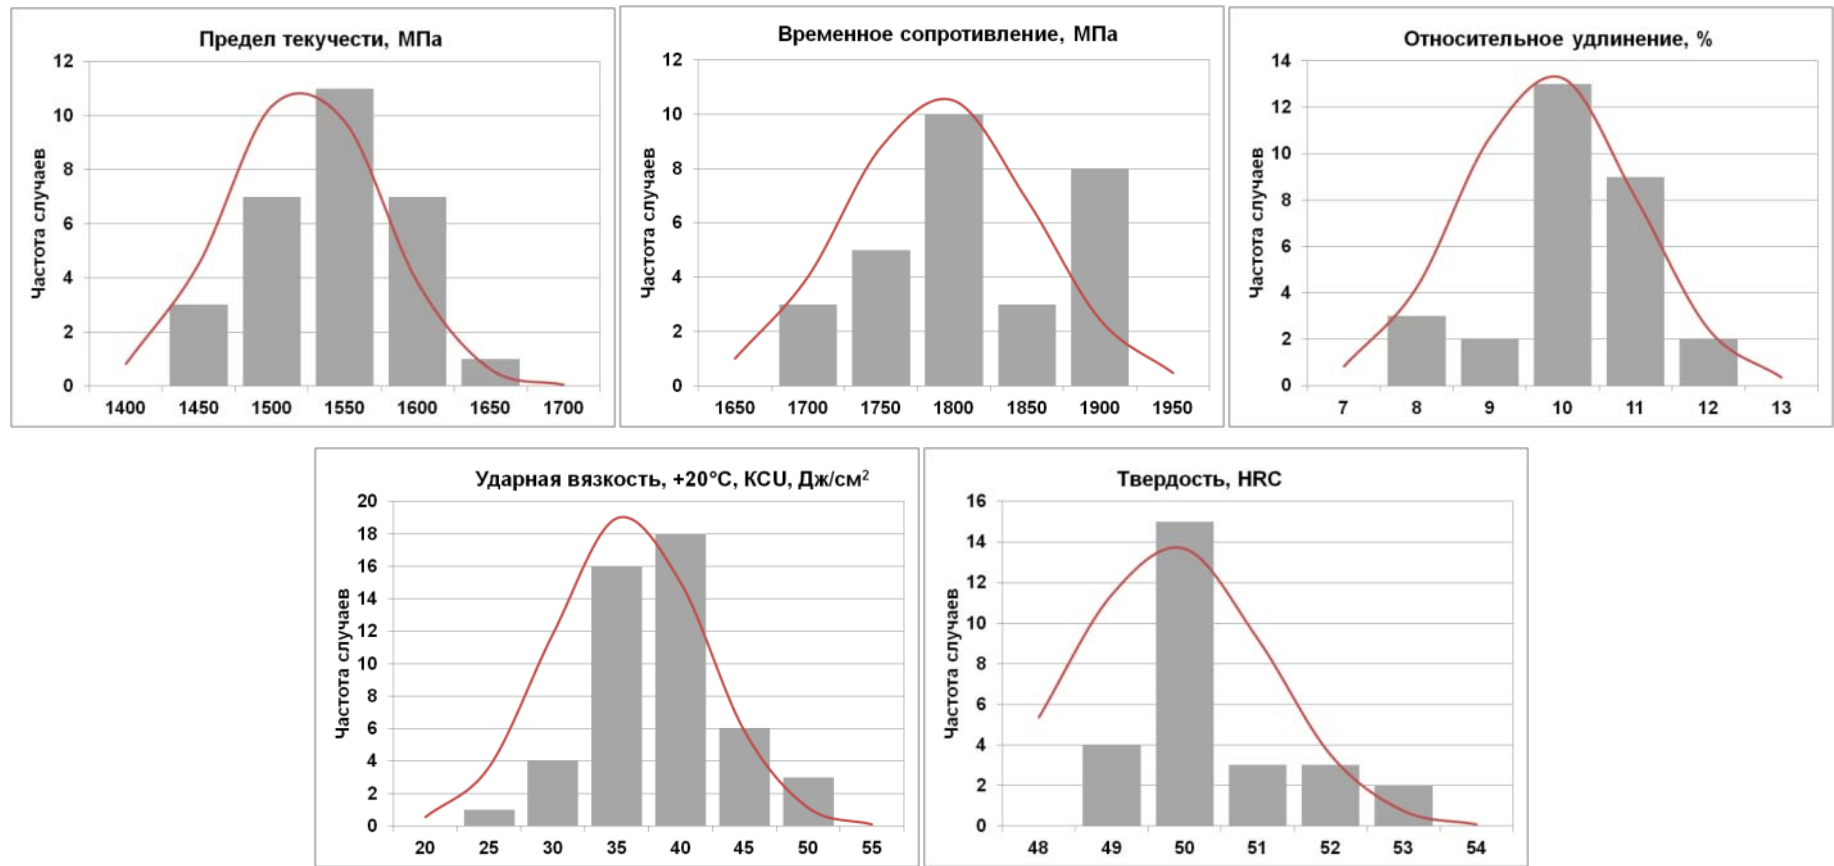 Предел текучести, МПа
Частота случаев
12
10
8
6
4
2
0
1400 1450 1500 1550 1600 1650 1700
Временное сопротивление, МПа
Частота случаев
12
10
8
6
4
2
0
1650 1700 1750 1800 1850 1900 1950
Относительное удлинение, %
Частота случаев
14
12
10
8
6
4
2
0
7 8 9 10 11 12 13
Ударная вязкость, +20°С, KCU, Дж/см²
Частота случаев
20
18
16
14
12
10
8
6
4
2
0
20 25 30 35 40 45 50 55
Твердость, HRC
Частота случаев
16
14
12
10
8
6
4
2
0
48 49 50 51 52 53 54